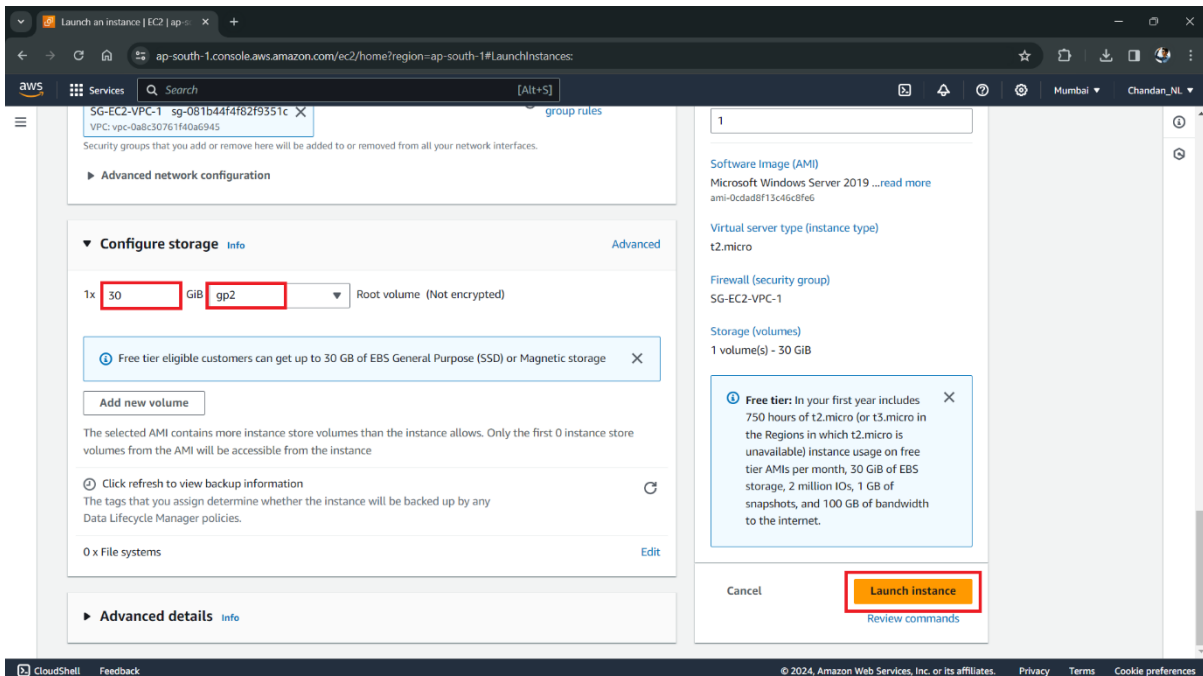 Launch an instance | EC2 | ap-s
ap-south-1.console.aws.amazon.com/ec2/home?region=ap-south-1#LaunchInstances:
aws
Services
Search
[Alt+S]
Mumbai
Chandan_NL
SG-EC2-VPC-1 sg-081b44f4f82f9351c
VPC: vpc-0a8c30761f40a6945
group rules
Security groups that you add or remove here will be added to or removed from all your network interfaces.
Advanced network configuration
Configure storage Info
Advanced
1x 30 GiB gp2 Root volume (Not encrypted)
Free tier eligible customers can get up to 30 GB of EBS General Purpose (SSD) or Magnetic storage
Add new volume
The selected AMI contains more instance store volumes than the instance allows. Only the first 0 instance store
volumes from the AMI will be accessible from the instance
Click refresh to view backup information
The tags that you assign determine whether the instance will be backed up by any
Data Lifecycle Manager policies.
0 x File systems
Edit
Advanced details Info
1
Software Image (AMI)
Microsoft Windows Server 2019 ...read more
ami-0cdad8f13c46c8fe6
Virtual server type (instance type)
t2.micro
Firewall (security group)
SG-EC2-VPC-1
Storage (volumes)
1 volume(s) - 30 GiB
Free tier: In your first year includes
750 hours of t2.micro (or t3.micro in
the Regions in which t2.micro is
unavailable) instance usage on free
tier AMIs per month, 30 GiB of EBS
storage, 2 million IOs, 1 GB of
snapshots, and 100 GB of bandwidth
to the internet.
Cancel
Launch instance
Review commands
CloudShell
Feedback
© 2024, Amazon Web Services, Inc. or its affiliates.
Privacy
Terms
Cookie preferences